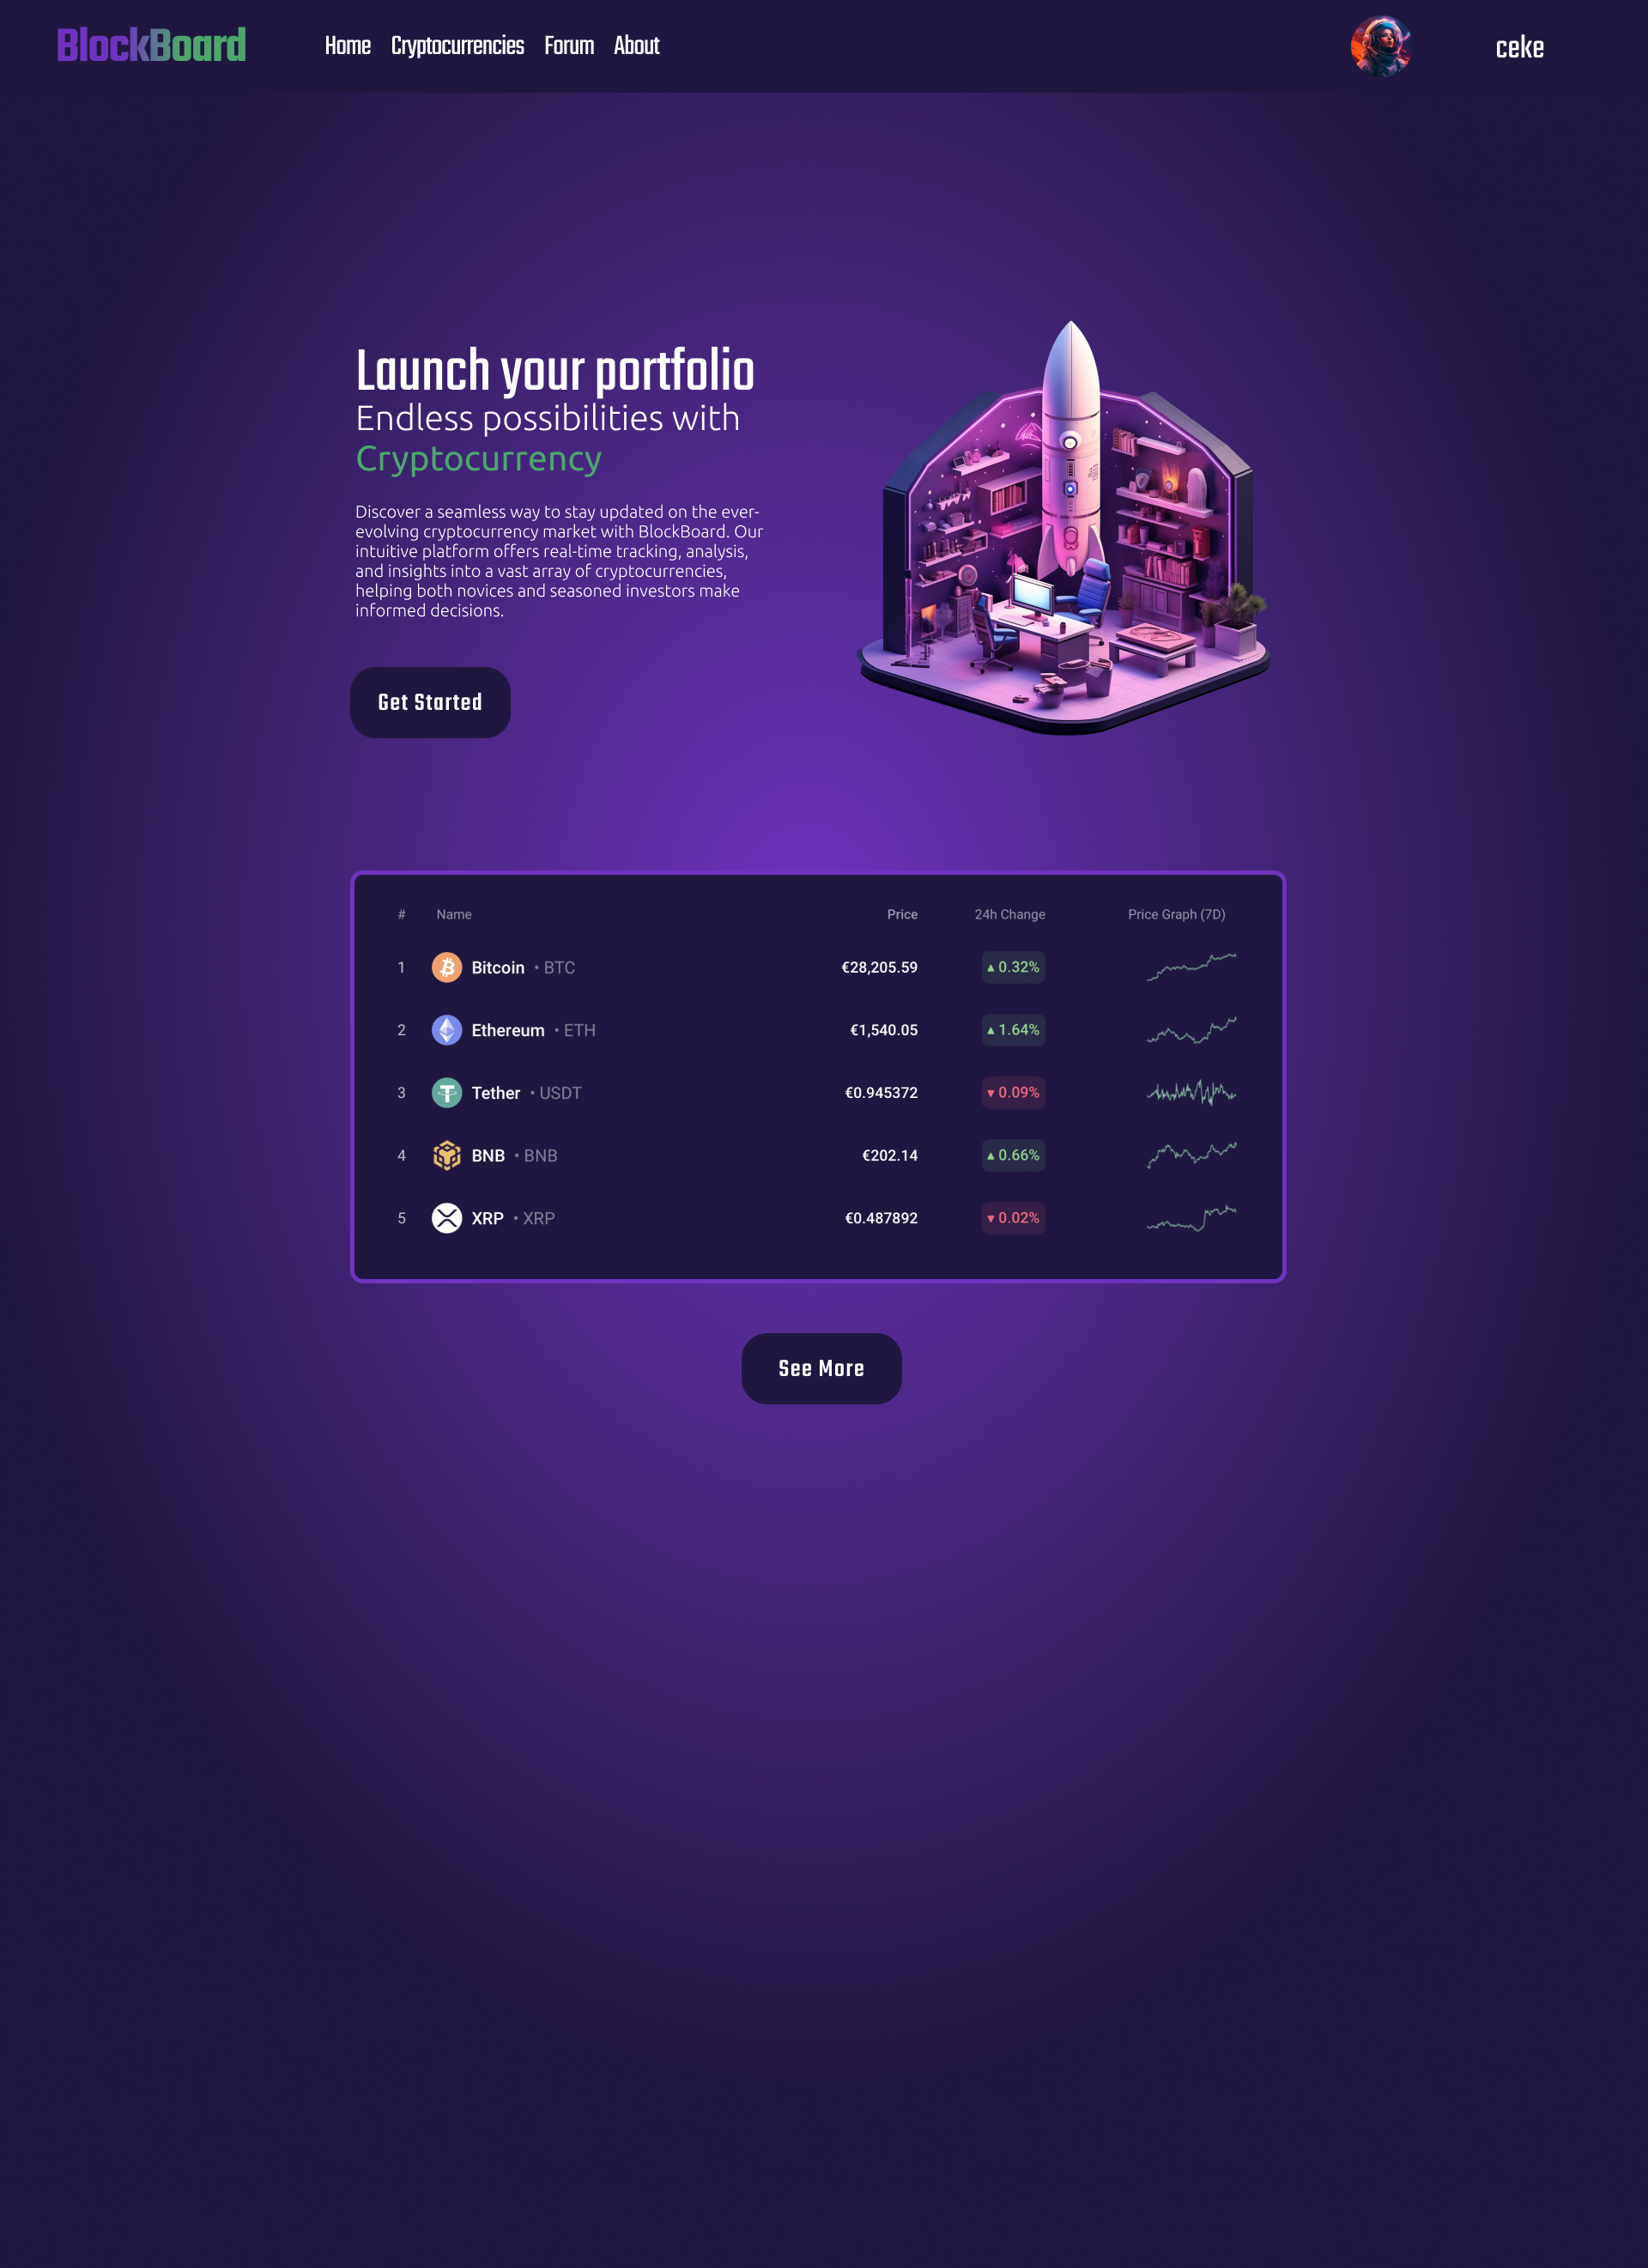 BlockBoard Home Cryptocurrencies Forum About ceke
Launch your portfolio
Endless possibilities with
Cryptocurrency
Discover a seamless way to stay updated on the ever-
evolving cryptocurrency market with BlockBoard. Our
intuitive platform offers real-time tracking, analysis,
and insights into a vast array of cryptocurrencies,
helping both novices and seasoned investors make
informed decisions.
Get Started
# Name Price 24h Change Price Graph (7D)
1 Bitcoin • BTC €28,205.59 ▲ 0.32%
2 Ethereum • ETH €1,540.05 ▲ 1.64%
3 Tether • USDT €0.945372 ▼ 0.09%
4 BNB • BNB €202.14 ▲ 0.66%
5 XRP • XRP €0.487892 ▼ 0.02%
See More